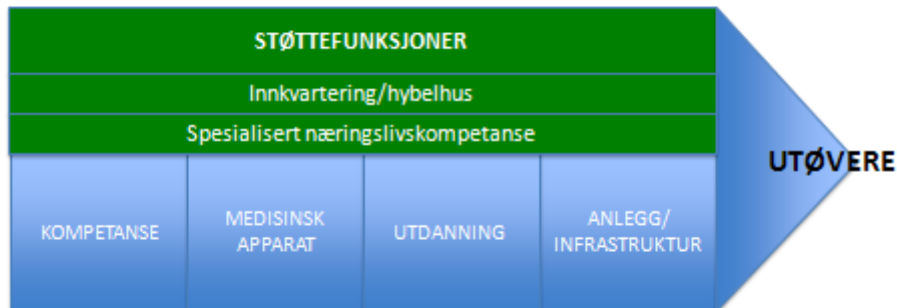 STØTTEFUNKSJONER
Innkvartering/hybelhus
Spesialisert næringslivskompetanse
KOMPETANSE
MEDISINSK
APPARAT
UTDANNING
ANLEGG/
INFRASTRUKTUR
UTØVERE